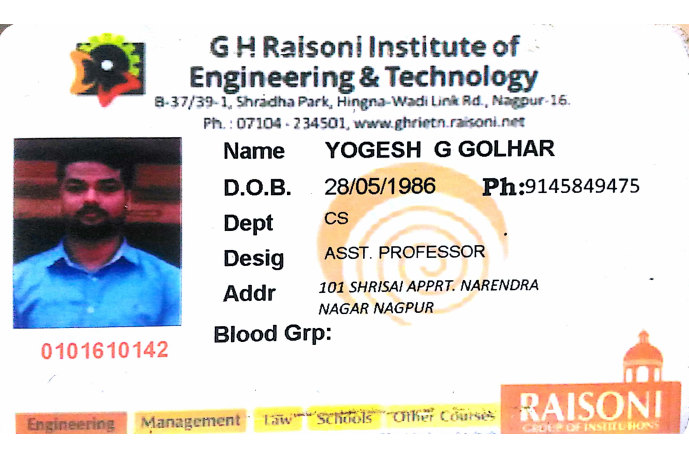 G H Raisoni Institute of
Engineering & Technology
B-37/39-1, Shradha Park, Hingna-Wadi Link Rd., Nagpur-16.
Ph. : 07104 - 234501, www.ghrietn.raisoni.net
Name YOGESH G GOLHAR
D.O.B. 28/05/1986 Ph:9145849475
Dept CS
Desig ASST. PROFESSOR
Addr 101 SHRISAI APPRT. NARENDRA
NAGAR NAGPUR
Blood Grp:
0101610142
RAISONI
GROUP OF INSTITUTIONS
Engineering Management Law Schools Other Courses